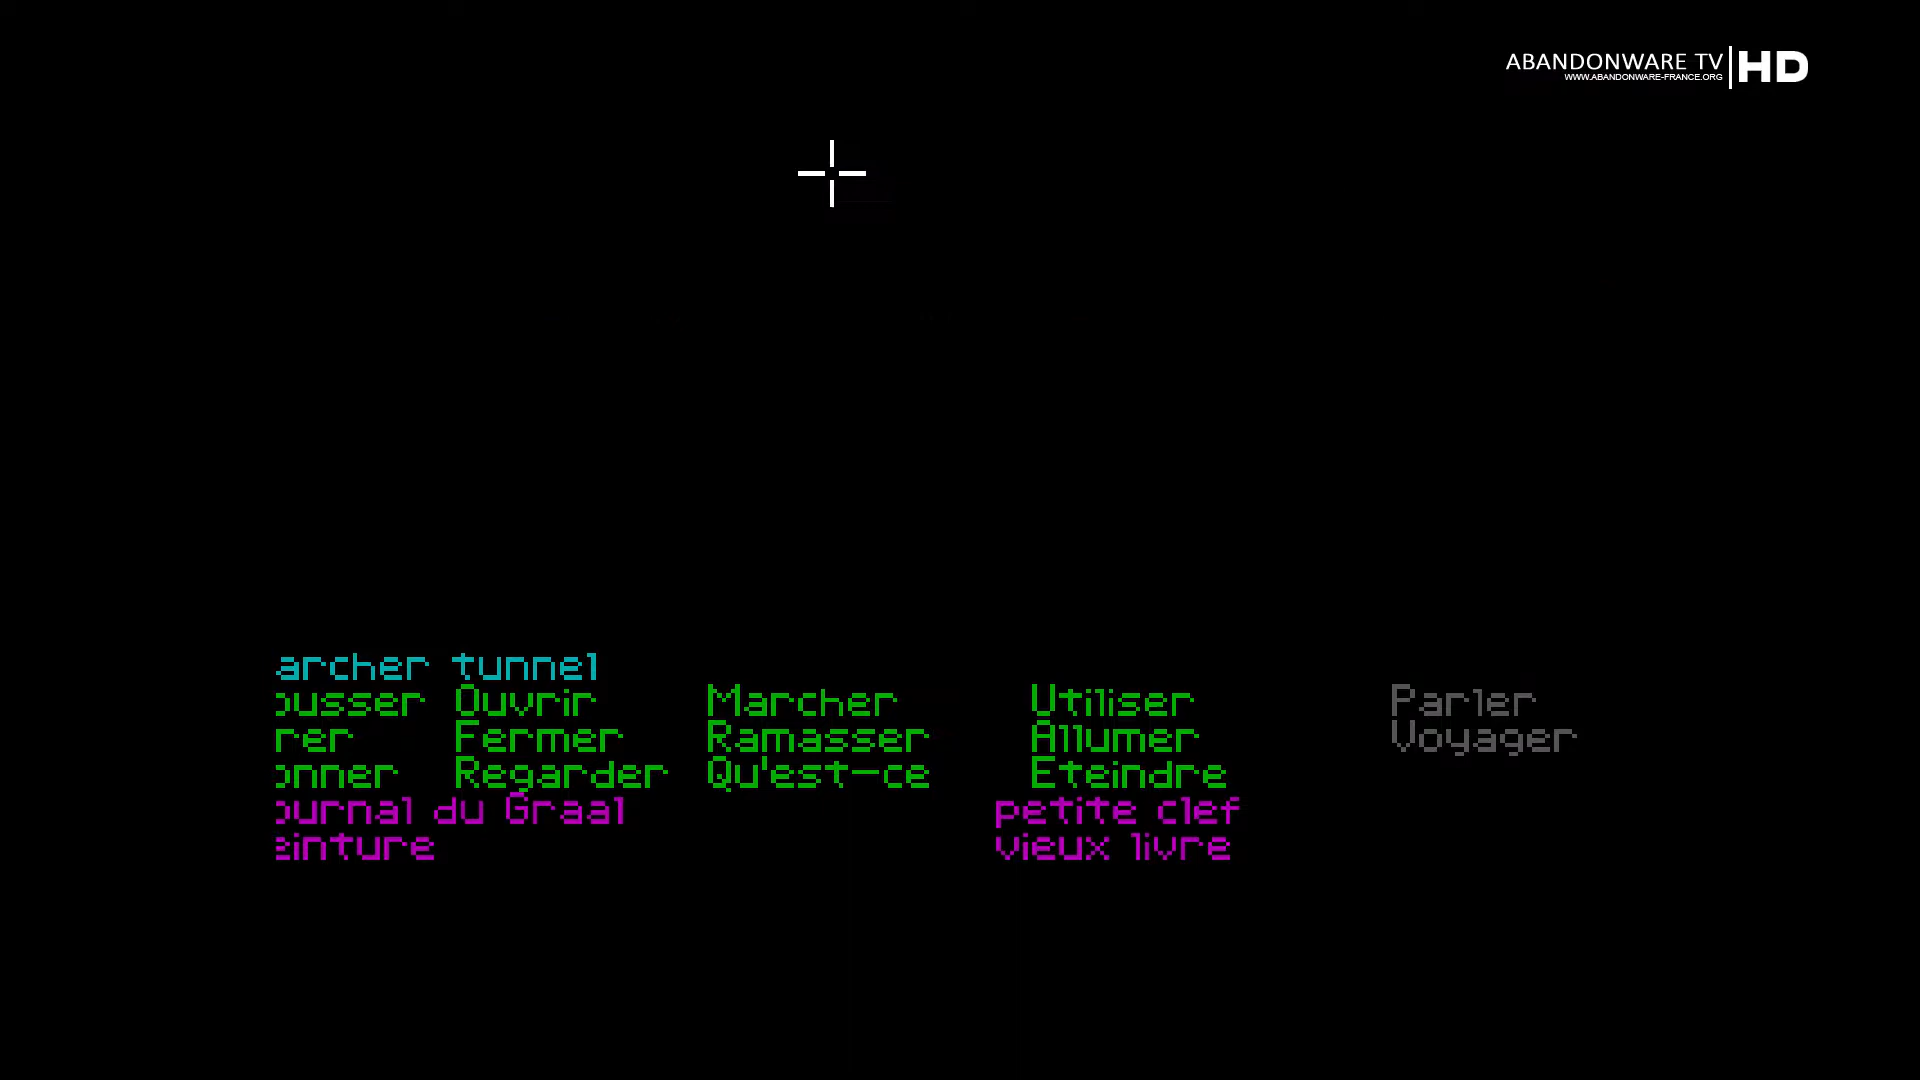 ABANDONWARE TV HD
WWW.ABANDONWARE-FRANCE.ORG
archer tunnel
ousser Ouvrir Marcher Utiliser Parler
rer Fermer Ramasser Allumer Voyager
onner Regarder Qu'est-ce Eteindre
ournal du Graal petite clef
einture vieux livre